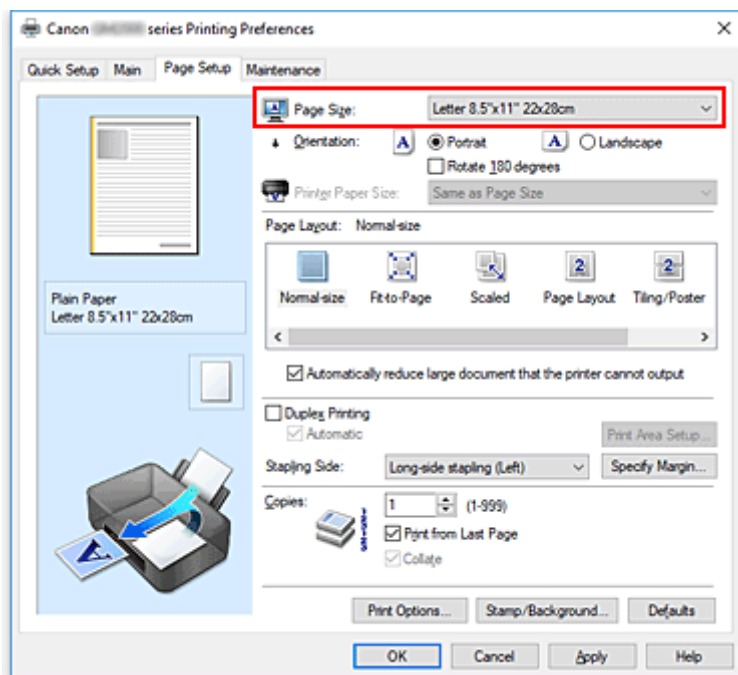 Canon series Printing Preferences
Quick Setup Main Page Setup Maintenance
Page Size: Letter 8.5"x11" 22x28cm
Orientation: A Portrait A Landscape
Rotate 180 degrees
Printer Paper Size: Same as Page Size
Page Layout: Normal-size
2 2
Normal-size Fit-to-Page Scaled Page Layout Tiling/Poster
Plain Paper
Letter 8.5"x11" 22x28cm
Automatically reduce large document that the printer cannot output
Duplex Printing
Automatic
Print Area Setup...
Stapling Side: Long-side stapling (Left) Specify Margin...
Copies: 1 (1-999)
Print from Last Page
Collate
A
Print Options... Stamp/Background... Defaults
OK Cancel Apply Help